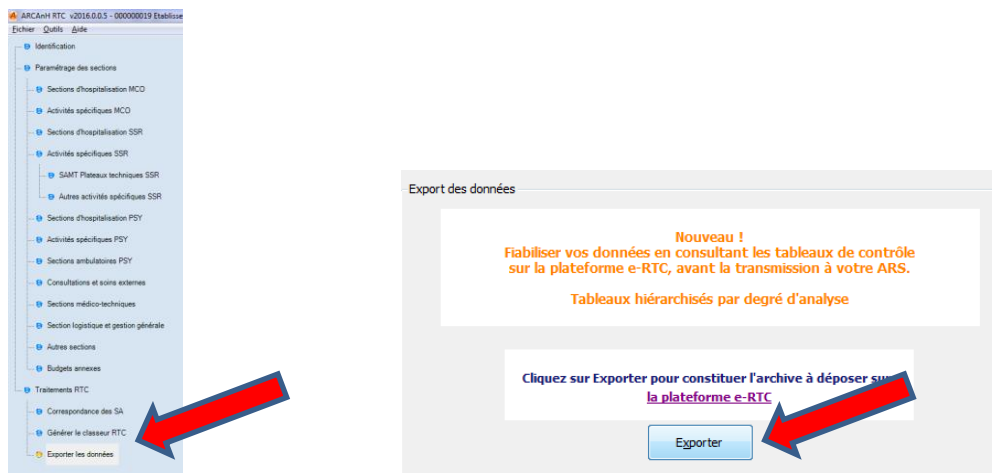 ARCAnH RTC v2016.0.0.5 - 000000019 Etablisse
Fichier Outils Aide
Identification
Paramétrage des sections
Sections d'hospitalisation MCO
Activités spécifiques MCO
Sections d'hospitalisation SSR
Activités spécifiques SSR
SAMT Plateaux techniques SSR
Autres activités spécifiques SSR
Sections d'hospitalisation PSY
Activités spécifiques PSY
Sections ambulatoires PSY
Consultations et soins externes
Sections médico-techniques
Section logistique et gestion générale
Autres sections
Budgets annexes
Traitements RTC
Correspondance des SA
Générer le classeur RTC
Exporter les données
Export des données
Nouveau !
Fiabiliser vos données en consultant les tableaux de contrôle
sur la plateforme e-RTC, avant la transmission à votre ARS.
Tableaux hiérarchisés par degré d'analyse
Cliquez sur Exporter pour constituer l'archive à déposer sur
la plateforme e-RTC
Exporter